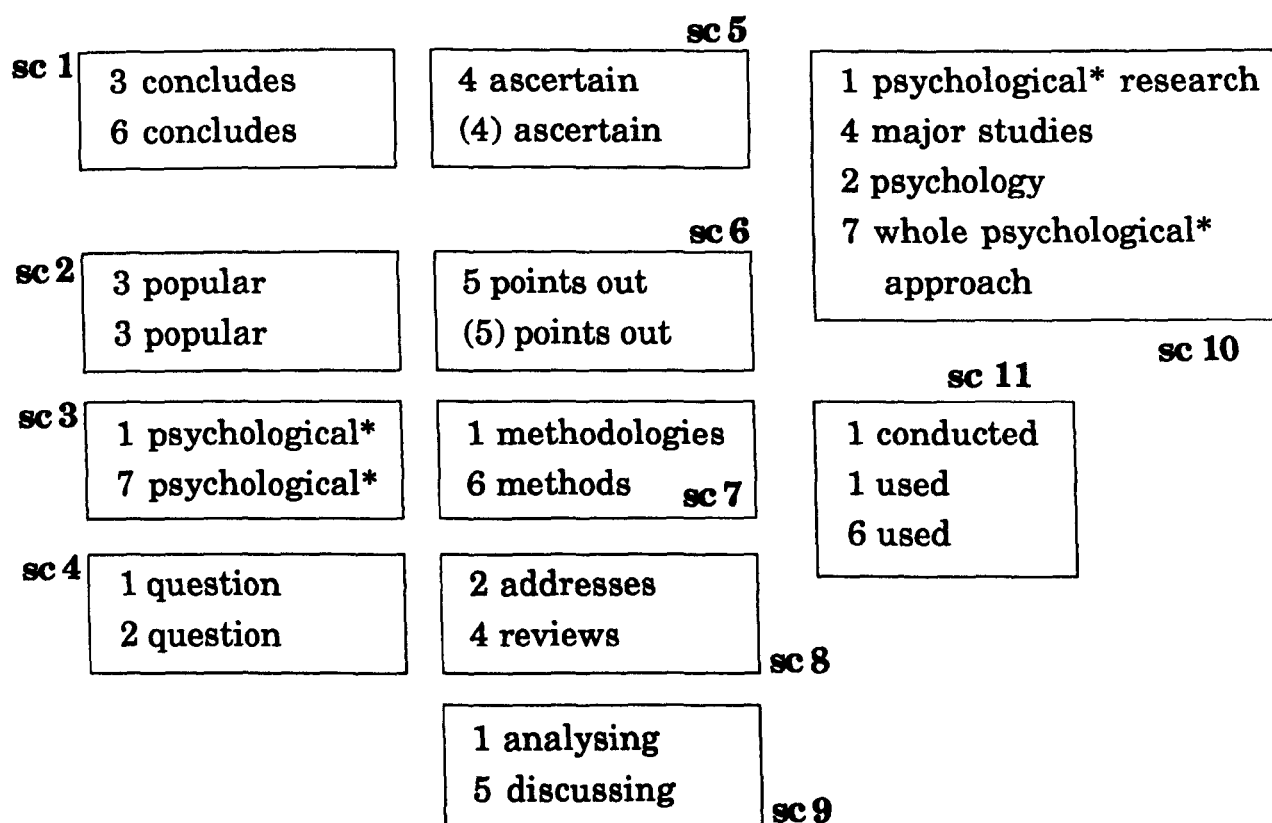 sc 1
3 concludes
6 concludes
sc 5
4 ascertain
(4) ascertain
sc 2
3 popular
3 popular
sc 6
5 points out
(5) points out
sc 3
1 psychological*
7 psychological*
1 methodologies
6 methods
sc 7
sc 4
1 question
2 question
2 addresses
4 reviews
sc 8
1 analysing
5 discussing
sc 9
1 psychological* research
4 major studies
2 psychology
7 whole psychological*
approach
sc 10
sc 11
1 conducted
1 used
6 used